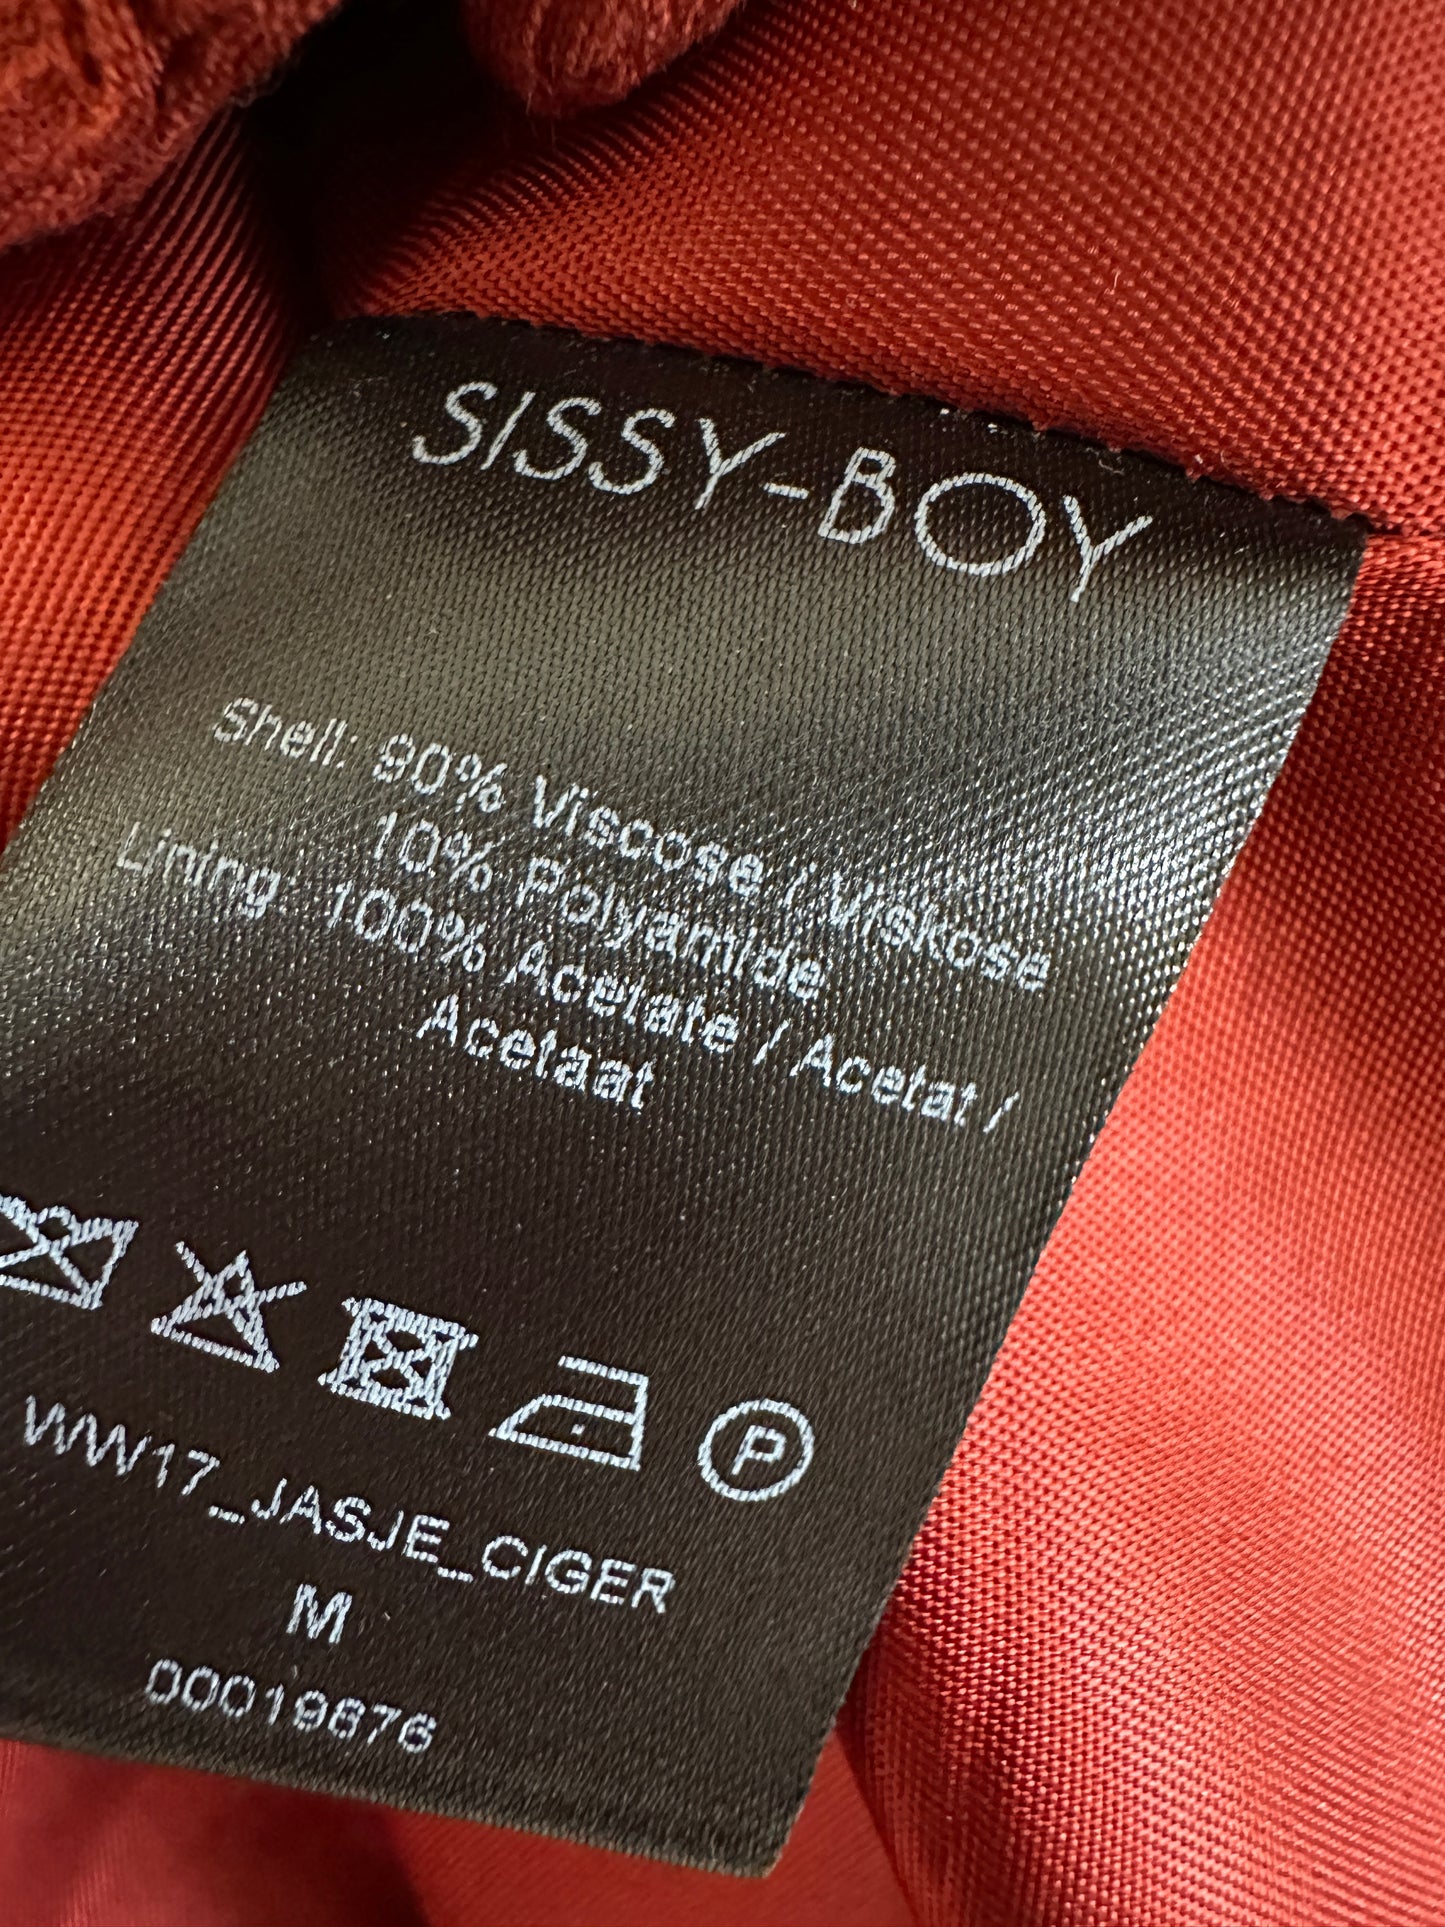 SISSY-BOY
Shell: 90% Viscose / Viskose
10% Polyamide
Lining: 100% Acetate / Acetat /
Acetaat
P
WW17_JASJE_CIGER
M
00019676